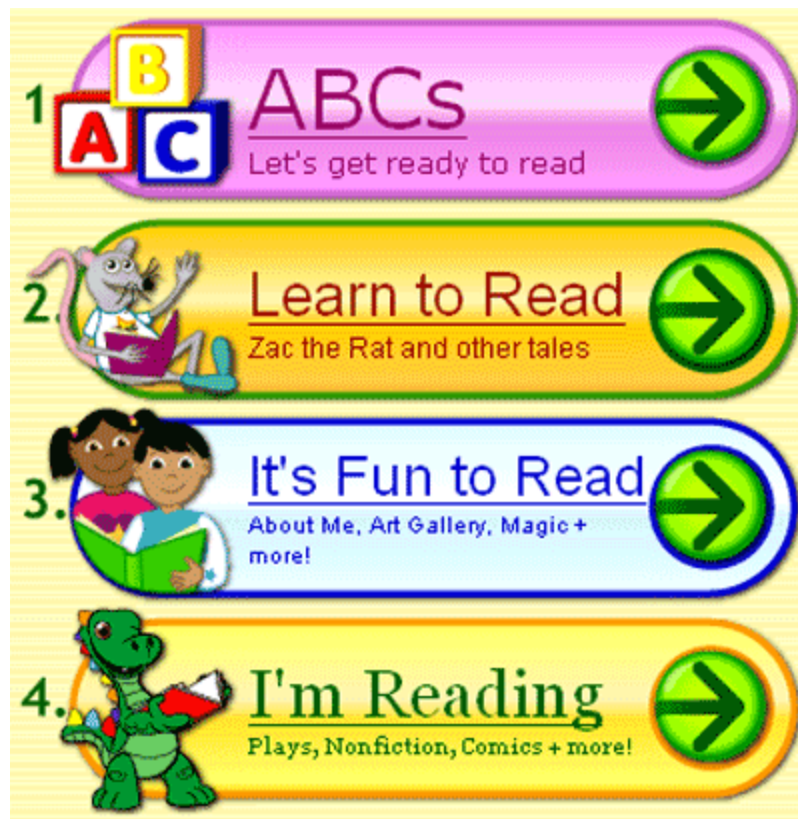 B
A C
1
ABCs
Let's get ready to read
2.
Learn to Read
Zac the Rat and other tales
3.
It's Fun to Read
About Me, Art Gallery, Magic +
more!
4.
I'm Reading
Plays, Nonfiction, Comics + more!